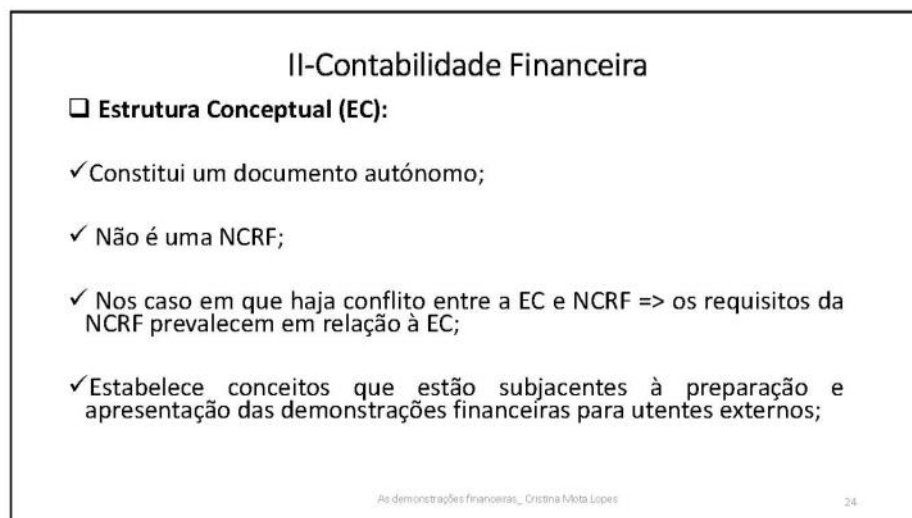 II-Contabilidade Financeira
❑ Estrutura Conceptual (EC):
✓Constitui um documento autónomo;
✓ Não é uma NCRF;
✓ Nos caso em que haja conflito entre a EC e NCRF => os requisitos da
NCRF prevalecem em relação à EC;
✓Estabelece conceitos que estão subjacentes à preparação e
apresentação das demonstrações financeiras para utentes externos;
As demonstrações financeiras_ Cristina Mota Lopes
24